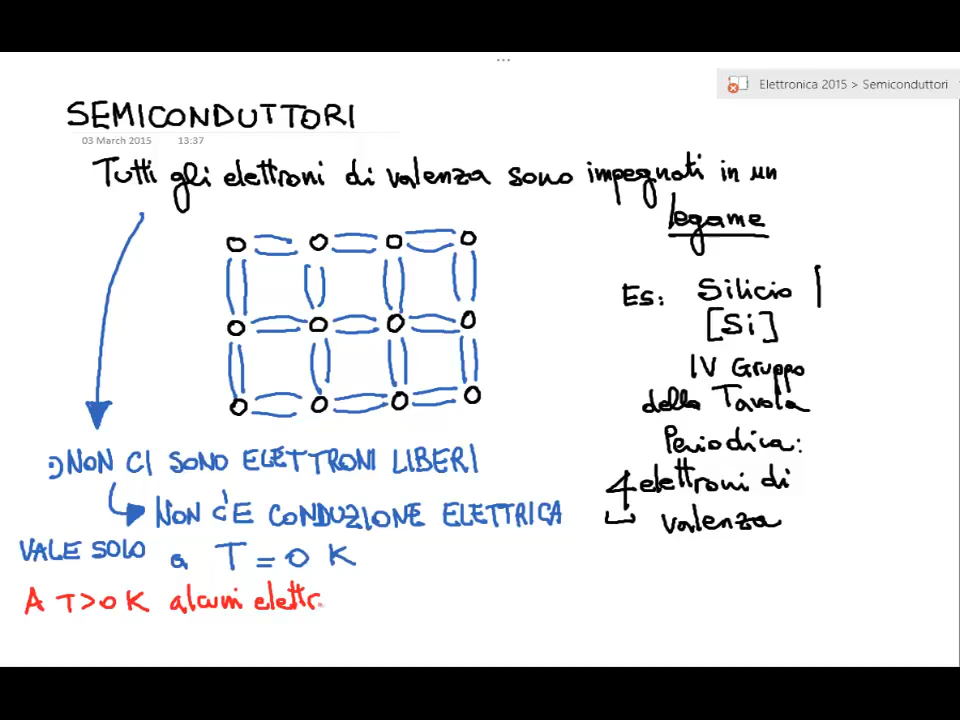 Elettronica 2015 > Semiconduttori
SEMICONDUTTORI
03 March 2015 13:37
Tutti gli elettroni di valenza sono impegnati in un
legame
Es: Silicio
[Si]
IV Gruppo
della Tavola
Periodica:
4 elettroni di
valenza
:)NON CI SONO ELETTRONI LIBERI
NON C'E CONDUZIONE ELETTRICA
VALE SOLO a T = 0 K
A T>0 K alcuni elettr